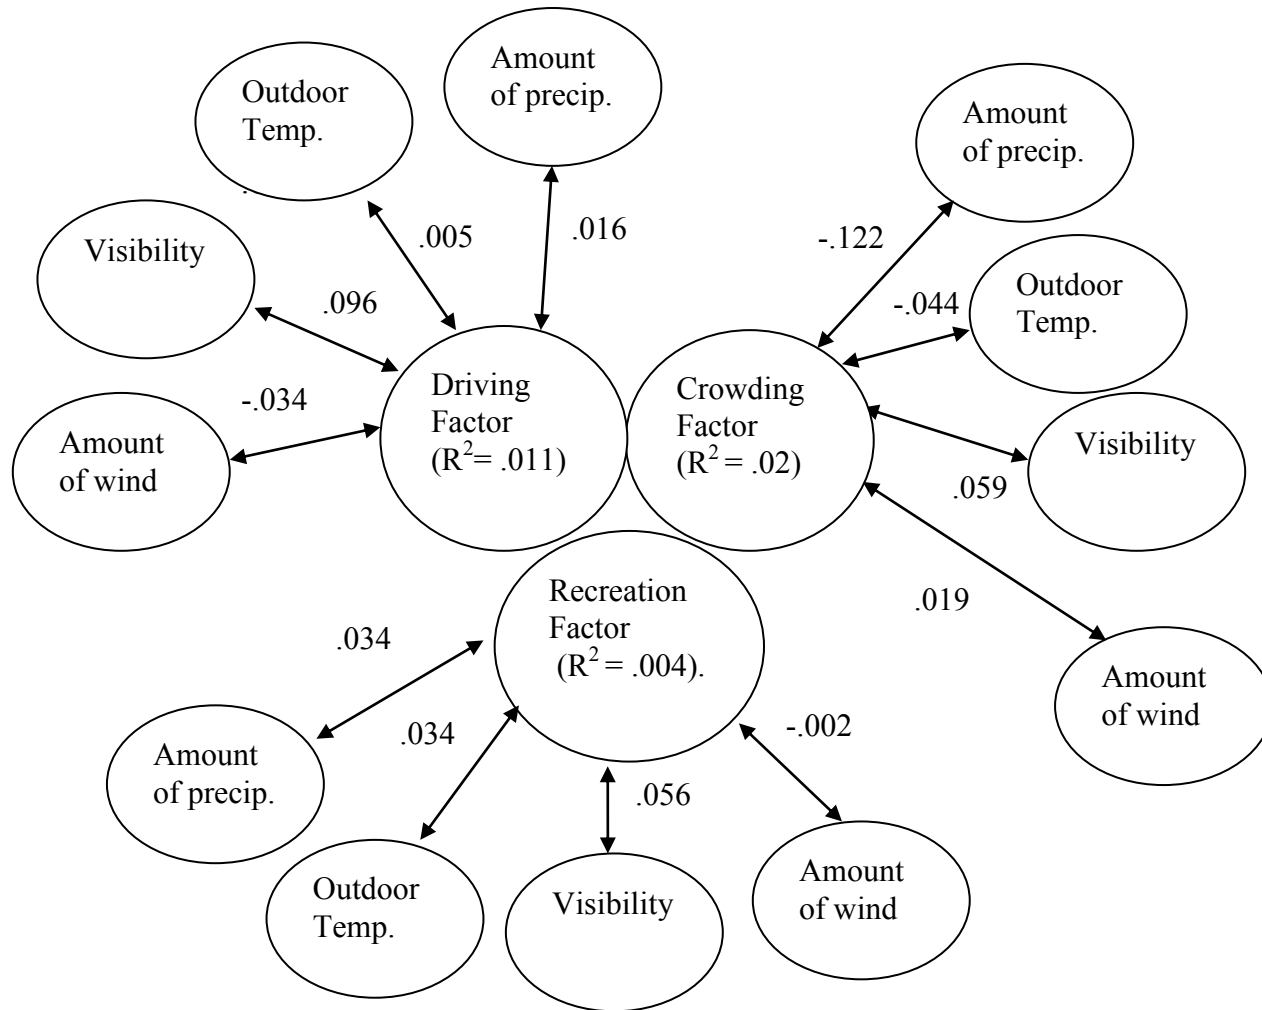 Amount
of precip.
Outdoor
Temp.
.
Amount
of precip.
.005
.016
-.122
Visibility
Outdoor
Temp.
.096
-.044
Driving
Factor
(R²= .011)
Crowding
Factor
(R² = .02)
-.034
Amount
of wind
Visibility
.059
Recreation
Factor
(R² = .004).
.019
.034
Amount
of wind
.034
-.002
Amount
of precip.
.056
Outdoor
Temp.
Visibility
Amount
of wind